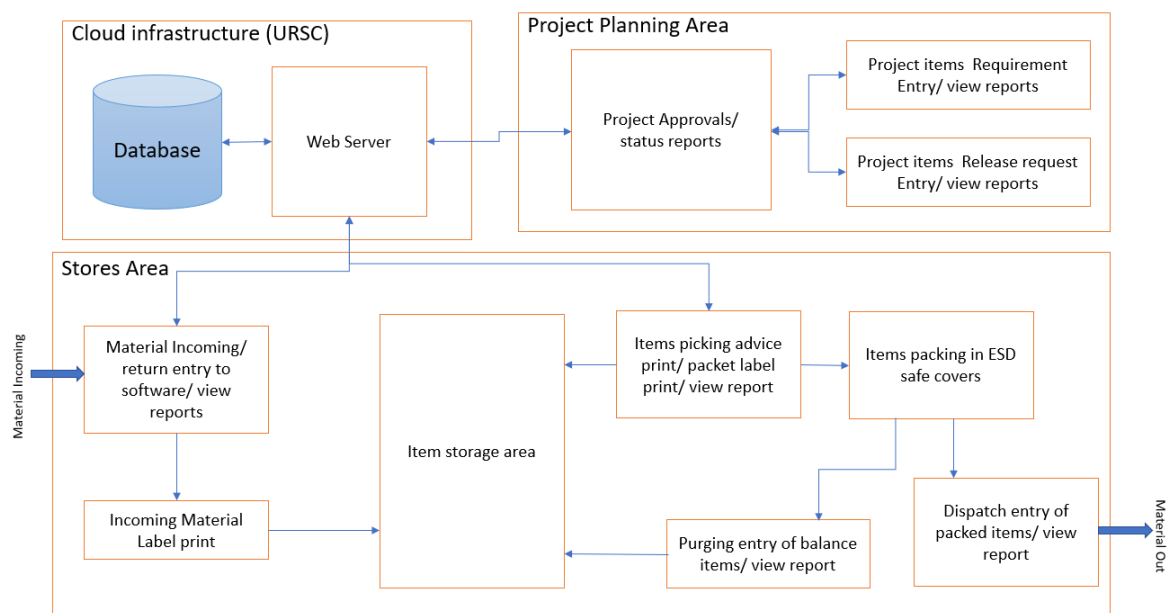 Cloud infrastructure (URSC)
Database
Web Server
Project Planning Area
Project Approvals/
status reports
Project items  Requirement
Entry/ view reports
Project items  Release request
Entry/ view reports
Stores Area
Material Incoming
Material Incoming/
return entry to
software/ view
reports
Incoming Material
Label print
Item storage area
Items picking advice
print/ packet label
print/ view report
Items packing in ESD
safe covers
Purging entry of balance
items/ view report
Dispatch entry of
packed items/ view
report
Material Out